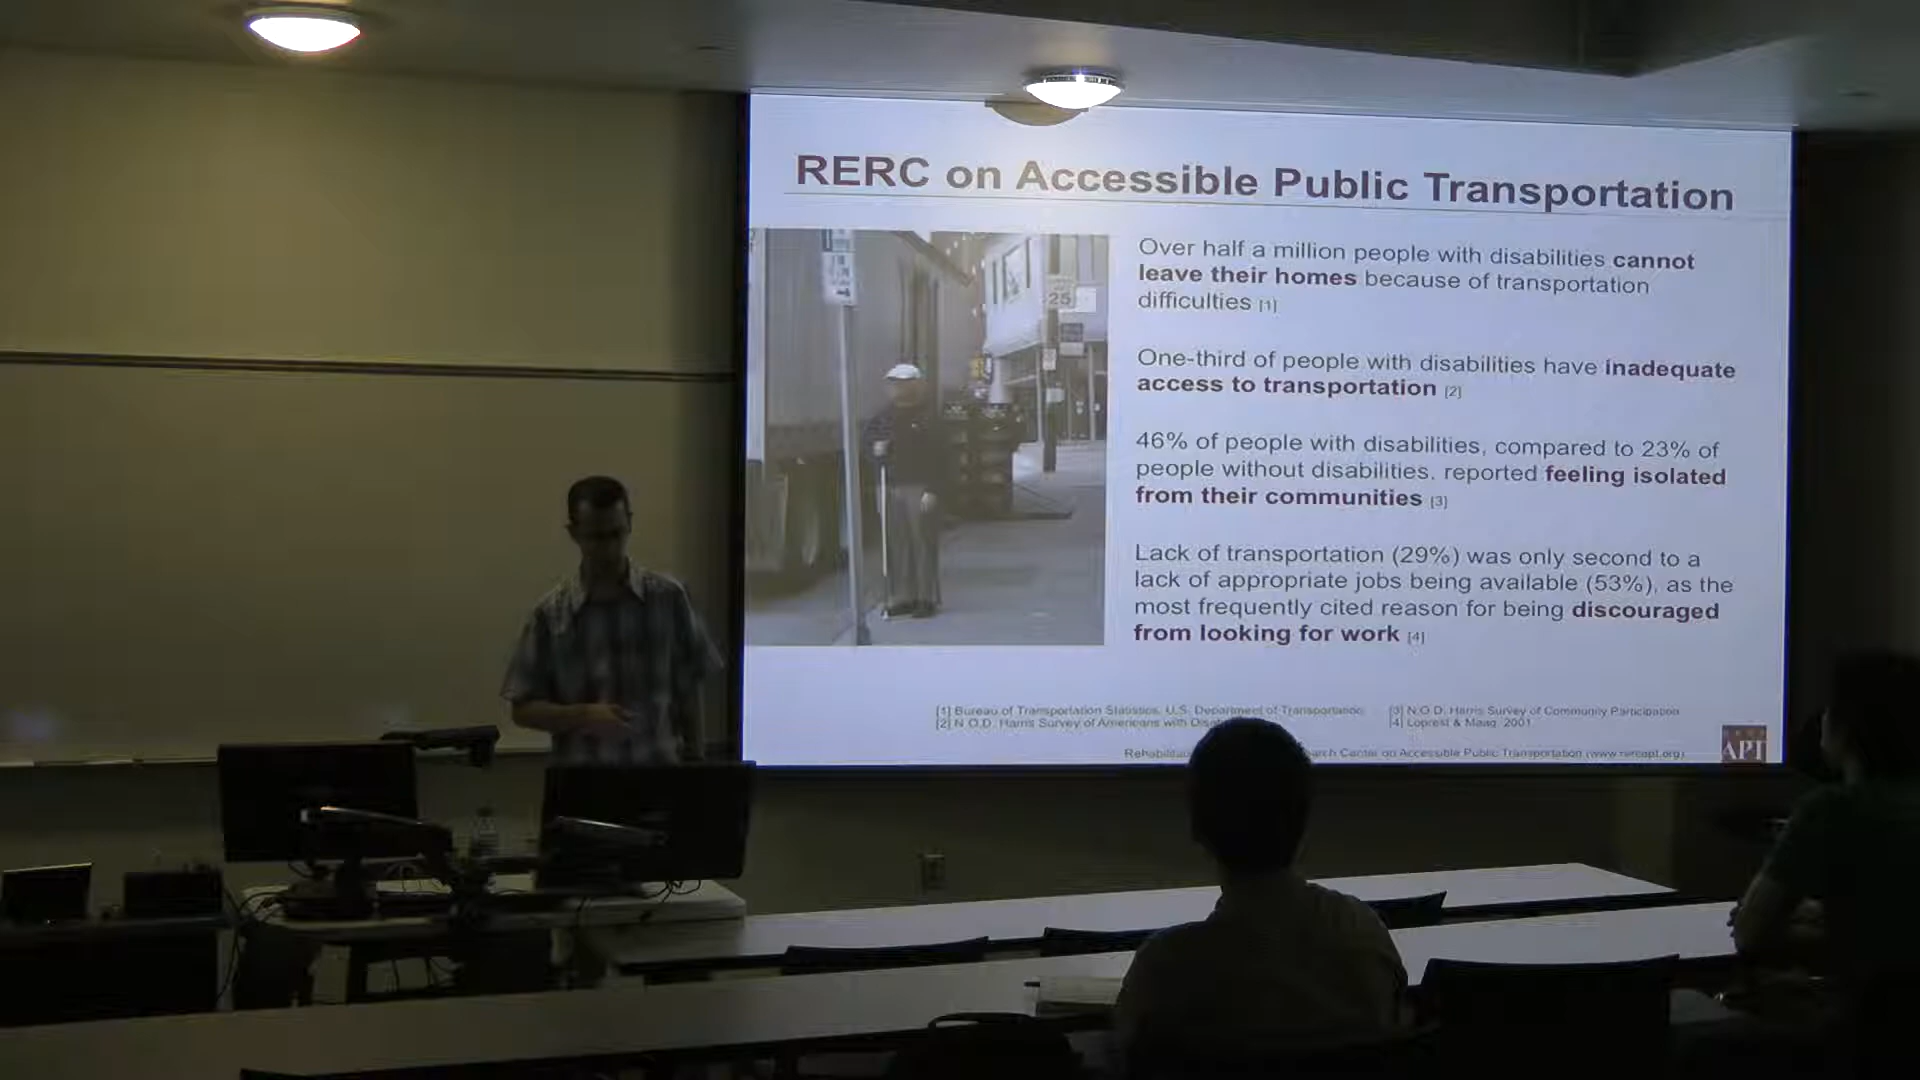 RERC on Accessible Public Transportation
Over half a million people with disabilities cannot
leave their homes because of transportation
difficulties [1]
One-third of people with disabilities have inadequate
access to transportation [2]
46% of people with disabilities, compared to 23% of
people without disabilities, reported feeling isolated
from their communities [3]
Lack of transportation (29%) was only second to a
lack of appropriate jobs being available (53%), as the
most frequently cited reason for being discouraged
from looking for work [4]
25
[1] Bureau of Transportation Statistics, U.S. Department of Transportation
[2] N.O.D. Harris Survey of Americans with
[3] N.O.D. Harris Survey of Community Participation
[4] Loprest & Maag, 2001
Center on Accessible Public Transportation (www.rercapt.org)
APT